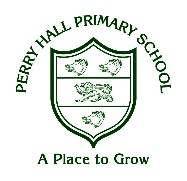 PERRY HALL PRIMARY SCHOOL
A Place to Grow